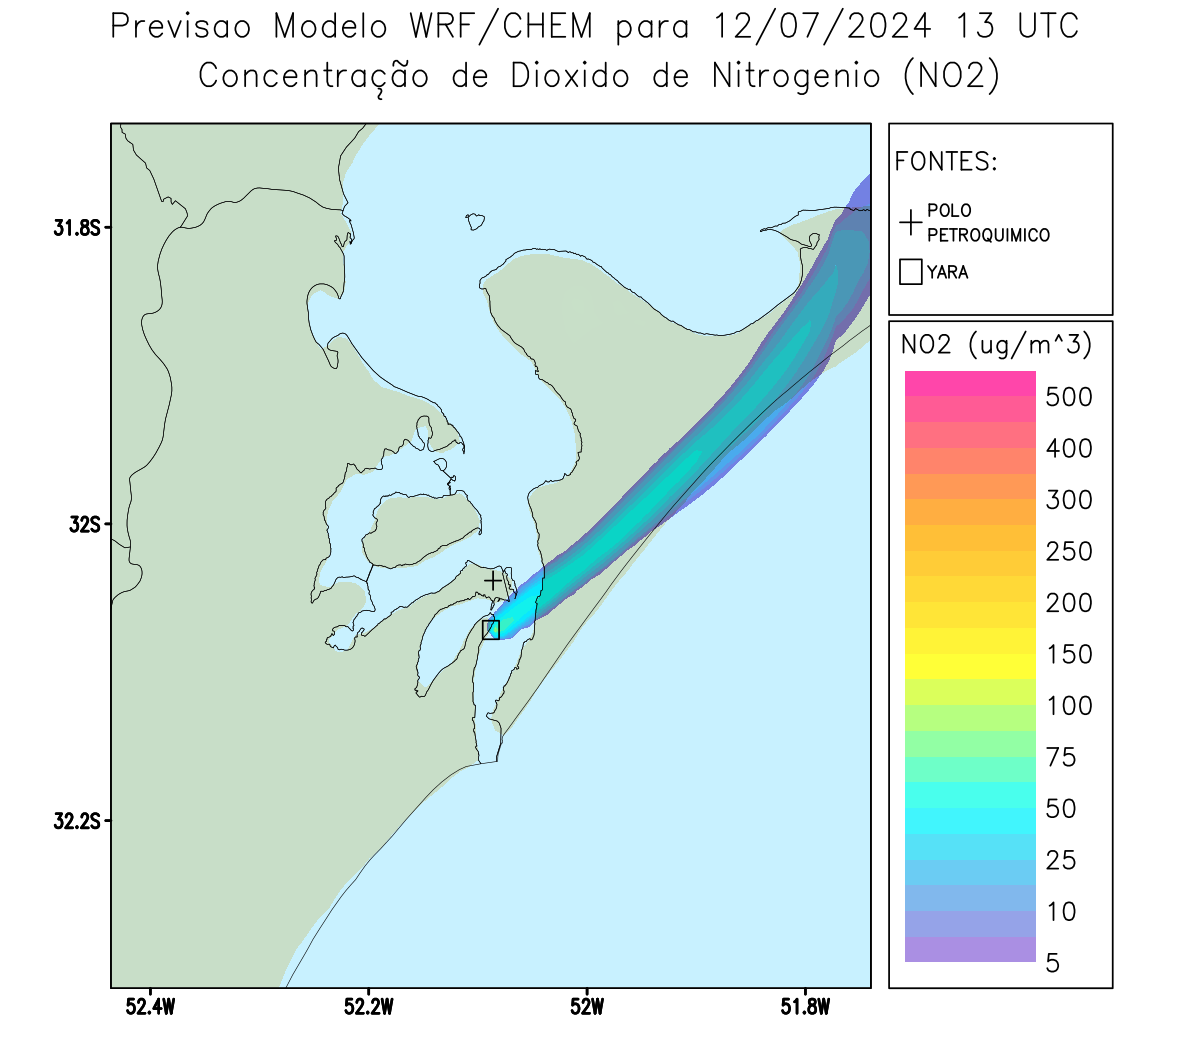 Previsao Modelo WRF/CHEM para 12/07/2024 13 UTC
Concentração de Dioxido de Nitrogenio (NO2)
FONTES:
POLO
PETROQUIMICO
YARA
31.8S
32S
32.2S
52.4W
52.2W
52W
51.8W
NO2 (ug/m^3)
500
400
300
250
200
150
100
75
50
25
10
5